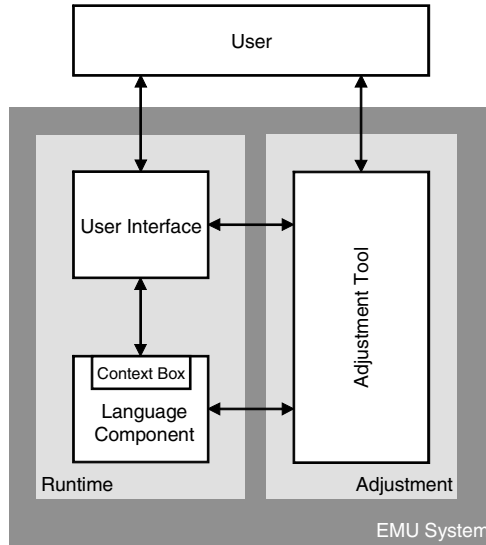 User
User Interface
Adjustment Tool
Context Box
Language
Component
Runtime
Adjustment
EMU System